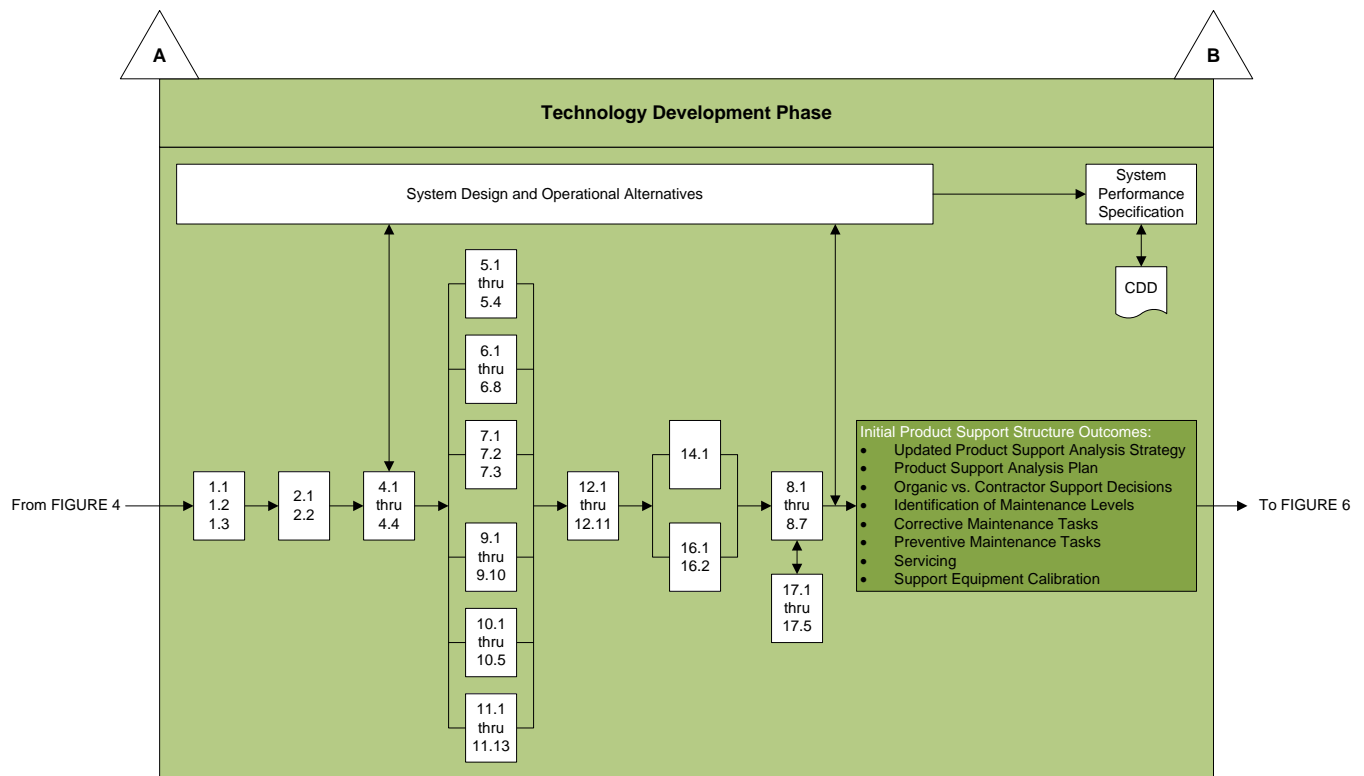 A
B
Technology Development Phase
System Design and Operational Alternatives
System
Performance
Specification
CDD
5.1
thru
5.4
6.1
thru
6.8
7.1
7.2
7.3
9.1
thru
9.10
10.1
thru
10.5
11.1
thru
11.13
From FIGURE 4
1.1
1.2
1.3
2.1
2.2
4.1
thru
4.4
12.1
thru
12.11
14.1
16.1
16.2
8.1
thru
8.7
17.1
thru
17.5
Initial Product Support Structure Outcomes:
• Updated Product Support Analysis Strategy
• Product Support Analysis Plan
• Organic vs. Contractor Support Decisions
• Identification of Maintenance Levels
• Corrective Maintenance Tasks
• Preventive Maintenance Tasks
• Servicing
• Support Equipment Calibration
To FIGURE 6